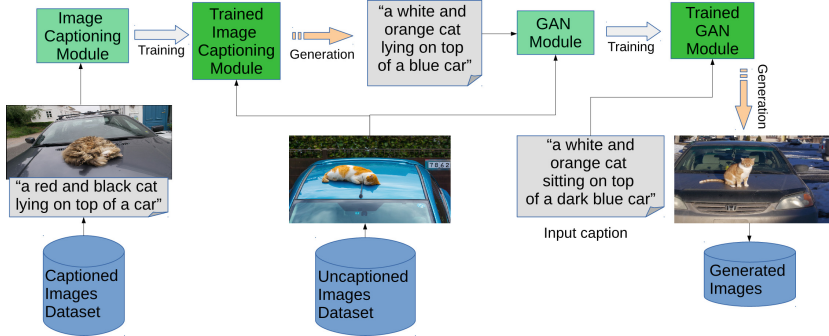 Image
Captioning
Module
Training
Trained
Image
Captioning
Module
Generation
“a white and
orange cat
lying on top
of a blue car”
GAN
Module
Training
Trained
GAN
Module
Generation
“a red and black cat
lying on top of a car”
7862
“a white and
orange cat
sitting on top
of a dark blue car”
Input caption
Captioned
Images
Dataset
Uncaptioned
Images
Dataset
Generated
Images